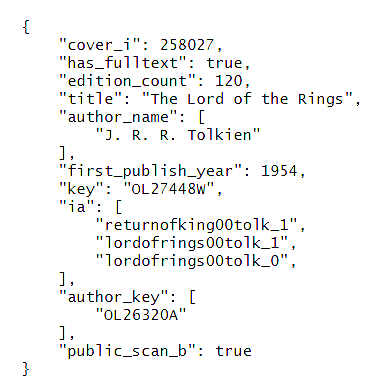 {
    "cover_i": 258027,
    "has_fulltext": true,
    "edition_count": 120,
    "title": "The Lord of the Rings",
    "author_name": [
        "J. R. R. Tolkien"
    ],
    "first_publish_year": 1954,
    "key": "OL27448W",
    "ia": [
        "returnofking00tolk_1",
        "lordofrings00tolk_1",
        "lordofrings00tolk_0",
    ],
    "author_key": [
        "OL26320A"
    ],
    "public_scan_b": true
}